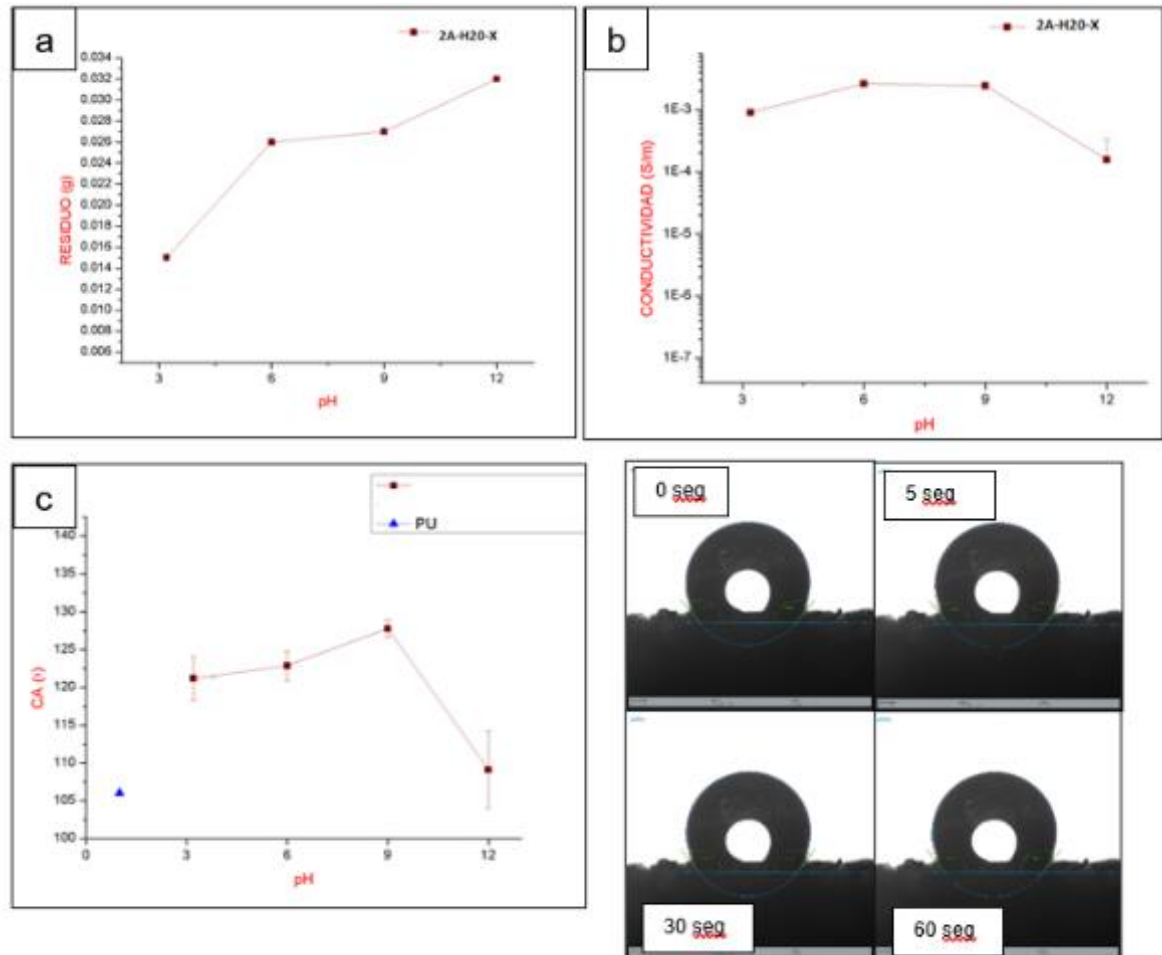 a
2A-H20-X
0.034
0.032
0.030
0.028
0.026
0.024
0.022
0.020
0.018
0.016
0.014
0.012
0.010
0.008
0.006
RESIDUO (g)
3 6 9 12
pH
b
2A-H20-X
1E-3
1E-4
1E-5
1E-6
1E-7
CONDUCTIVIDAD (S/m)
3 6 9 12
pH
c
PU
140
135
130
125
120
115
110
105
100
CA
0 3 6 9 12
pH
0 seg
5 seg
30 seg
60 seg